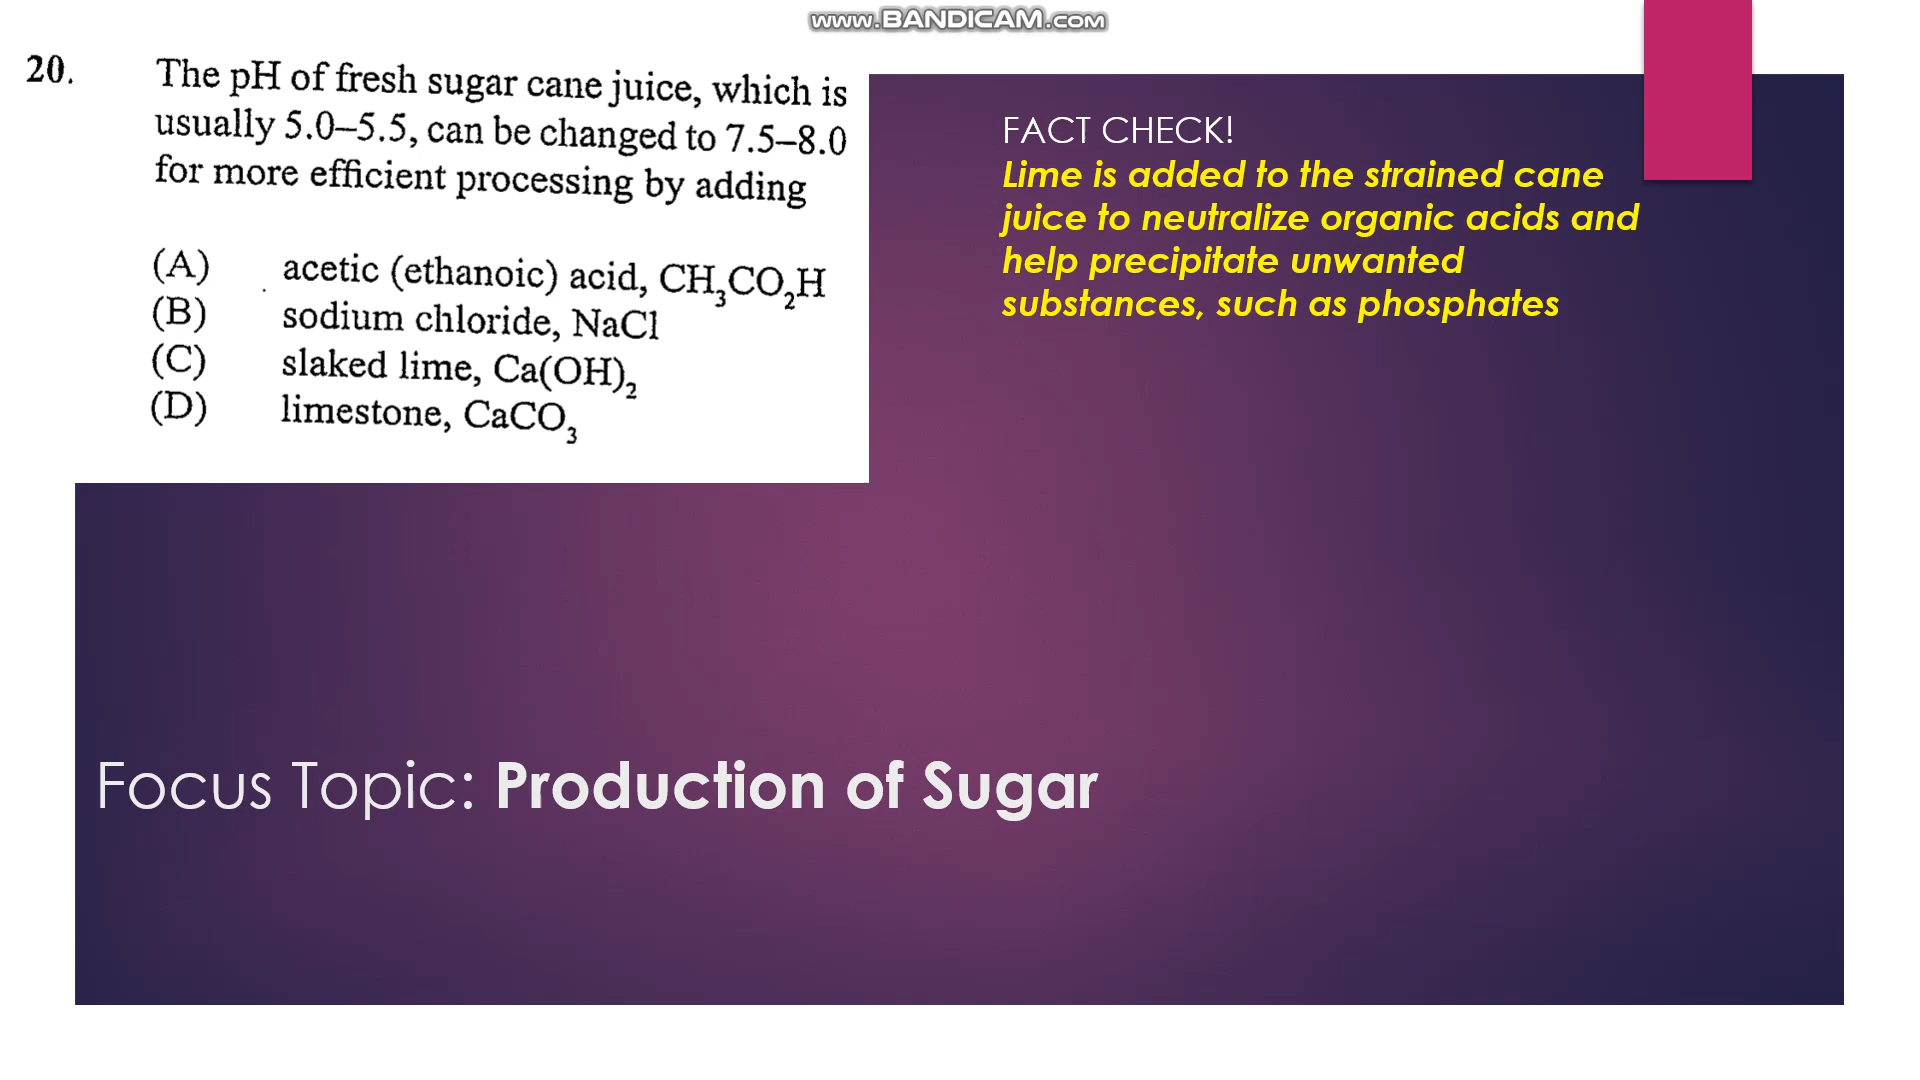 www.BANDICAM.com
20. The pH of fresh sugar cane juice, which is
usually 5.0–5.5, can be changed to 7.5–8.0
for more efficient processing by adding
(A) acetic (ethanoic) acid, CH₃CO₂H
(B) sodium chloride, NaCl
(C) slaked lime, Ca(OH)₂
(D) limestone, CaCO₃
FACT CHECK!
Lime is added to the strained cane
juice to neutralize organic acids and
help precipitate unwanted
substances, such as phosphates
Focus Topic: Production of Sugar